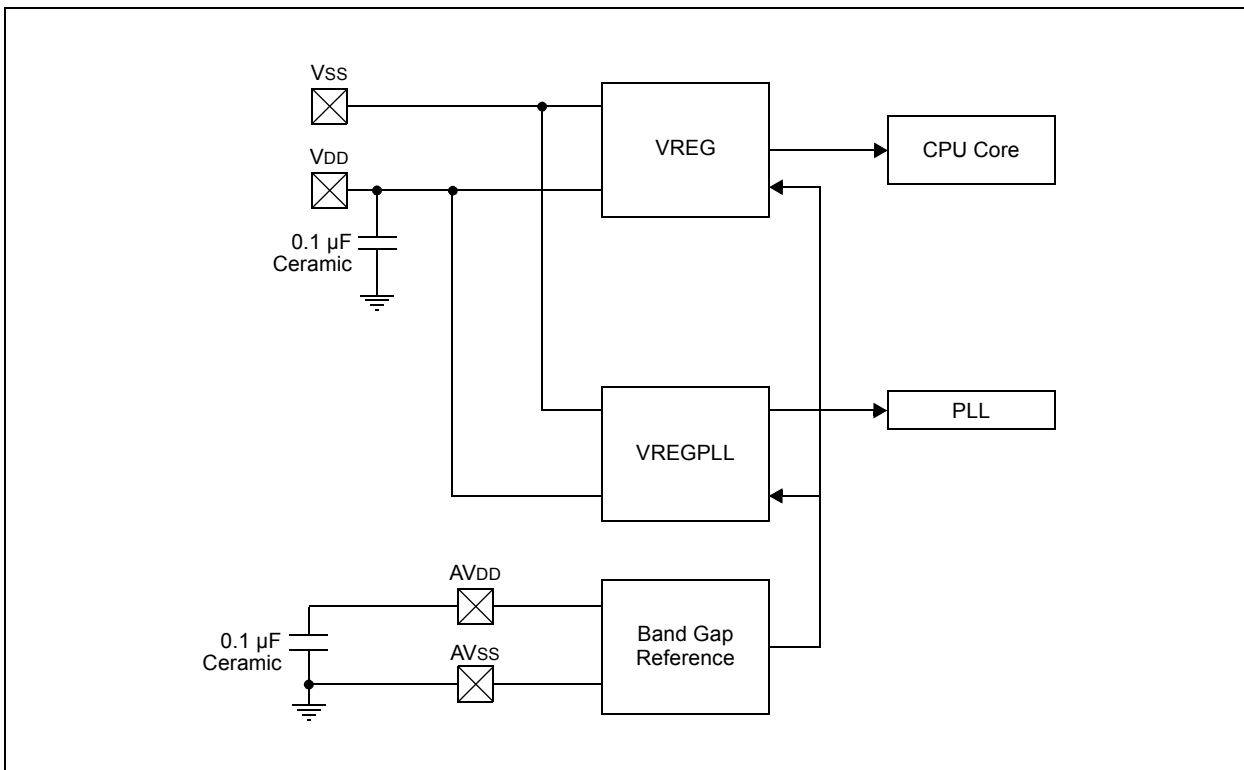 VSS
VREG
CPU Core
VDD
0.1 µF
Ceramic
PLL
VREGPLL
AVDD
0.1 µF
Ceramic
AVSS
Band Gap
Reference